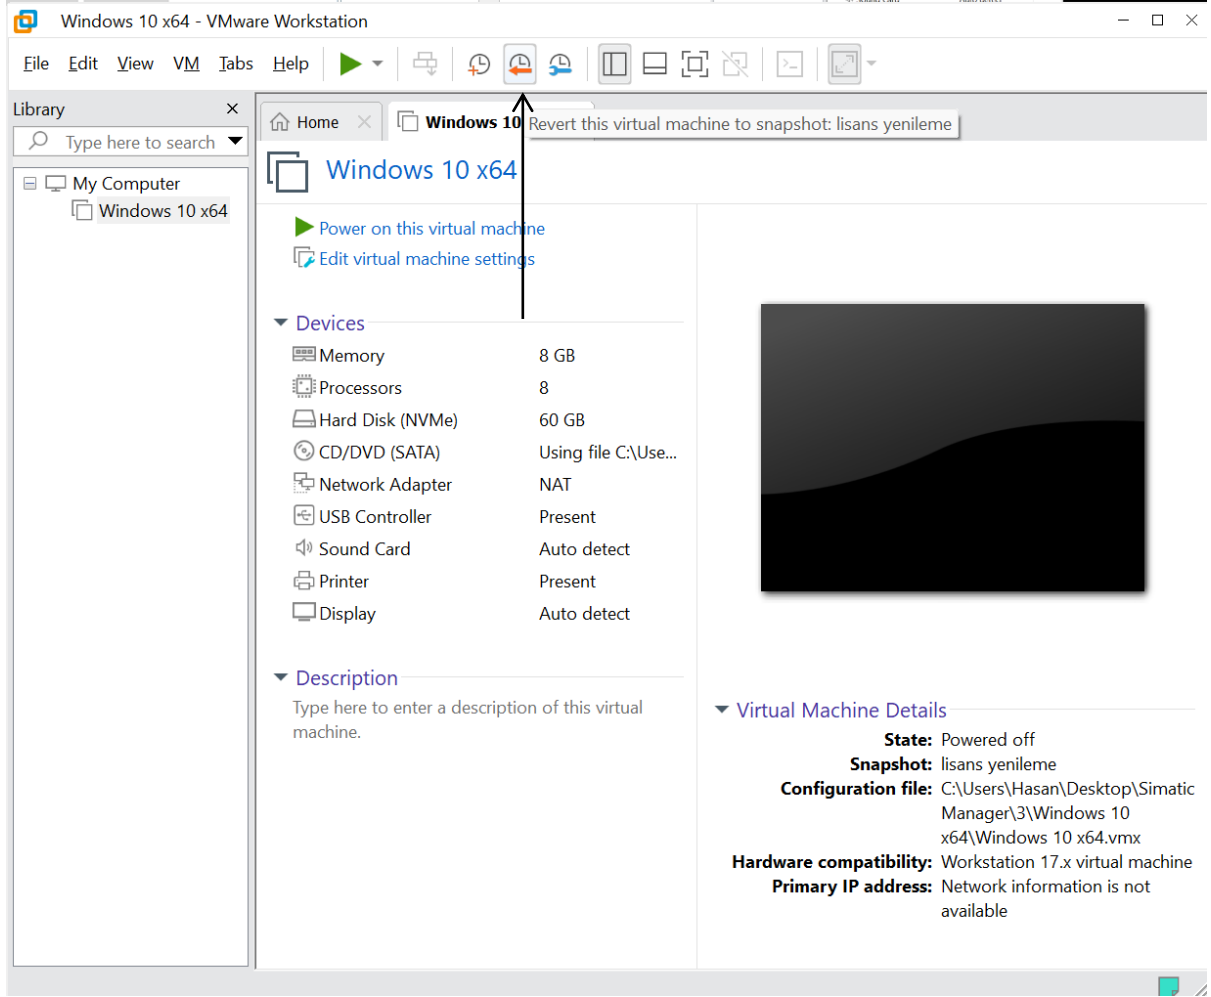 Windows 10 x64 - VMware Workstation
File Edit View VM Tabs Help
Library
Home
Windows 10
Revert this virtual machine to snapshot: lisans yenileme
Type here to search
My Computer
Windows 10 x64
Windows 10 x64
Power on this virtual machine
Edit virtual machine settings
Devices
Memory 8 GB
Processors 8
Hard Disk (NVMe) 60 GB
CD/DVD (SATA) Using file C:\Use...
Network Adapter NAT
USB Controller Present
Sound Card Auto detect
Printer Present
Display Auto detect
Description
Type here to enter a description of this virtual
machine.
Virtual Machine Details
State: Powered off
Snapshot: lisans yenileme
Configuration file: C:\Users\Hasan\Desktop\Simatic
Manager\3\Windows 10
x64\Windows 10 x64.vmx
Hardware compatibility: Workstation 17.x virtual machine
Primary IP address: Network information is not
available